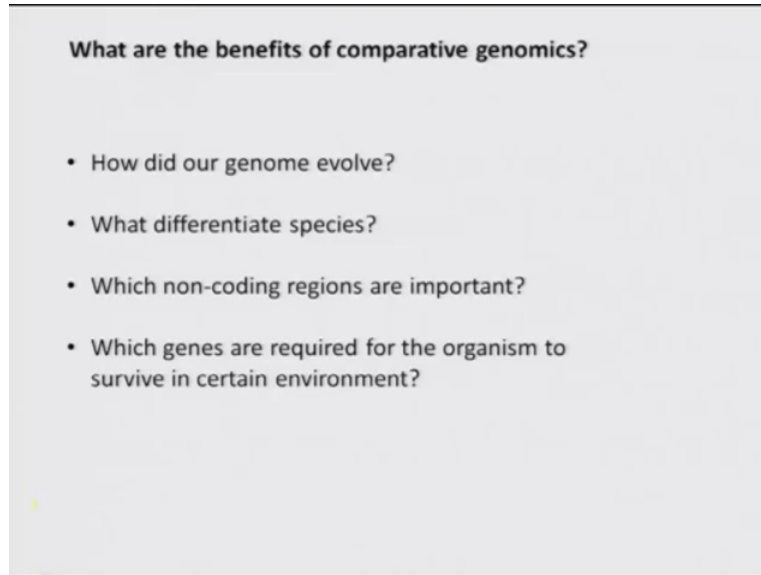 What are the benefits of comparative genomics?
• How did our genome evolve?
• What differentiate species?
• Which non-coding regions are important?
• Which genes are required for the organism to
survive in certain environment?